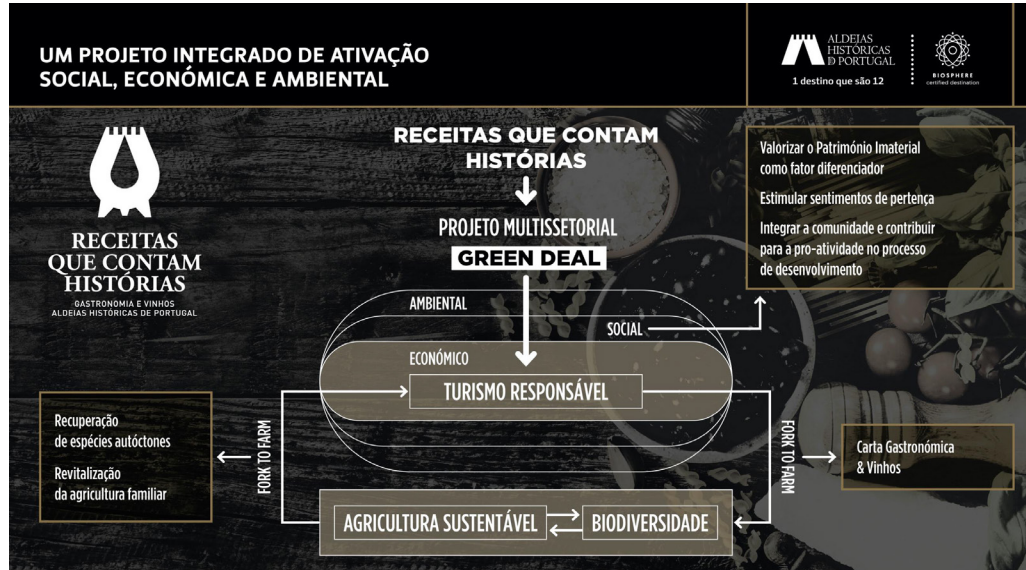 UM PROJETO INTEGRADO DE ATIVAÇÃO
SOCIAL, ECONÓMICA E AMBIENTAL
ALDEIAS
HISTÓRICAS
D PORTUGAL
1 destino que são 12
BIOSPHERE
certified destination
RECEITAS
QUE CONTAM
HISTÓRIAS
GASTRONOMIA E VINHOS
ALDEIAS HISTÓRICAS DE PORTUGAL
RECEITAS QUE CONTAM
HISTÓRIAS
PROJETO MULTISSETORIAL
GREEN DEAL
AMBIENTAL
SOCIAL
ECONÓMICO
TURISMO RESPONSÁVEL
Valorizar o Património Imaterial
como fator diferenciador
Estimular sentimentos de pertença
Integrar a comunidade e contribuir
para a pro-atividade no processo
de desenvolvimento
Recuperação
de espécies autóctones
Revitalização
da agricultura familiar
FORK TO FARM
FORK TO FARM
Carta Gastronómica
& Vinhos
AGRICULTURA SUSTENTÁVEL
BIODIVERSIDADE